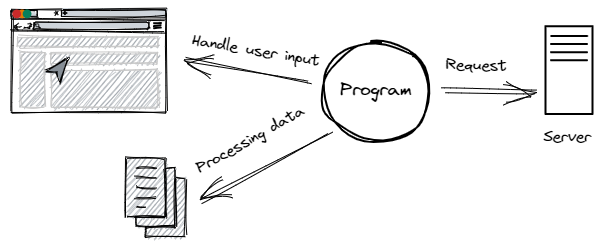 Handle user input
Program
Request
Server
Processing data